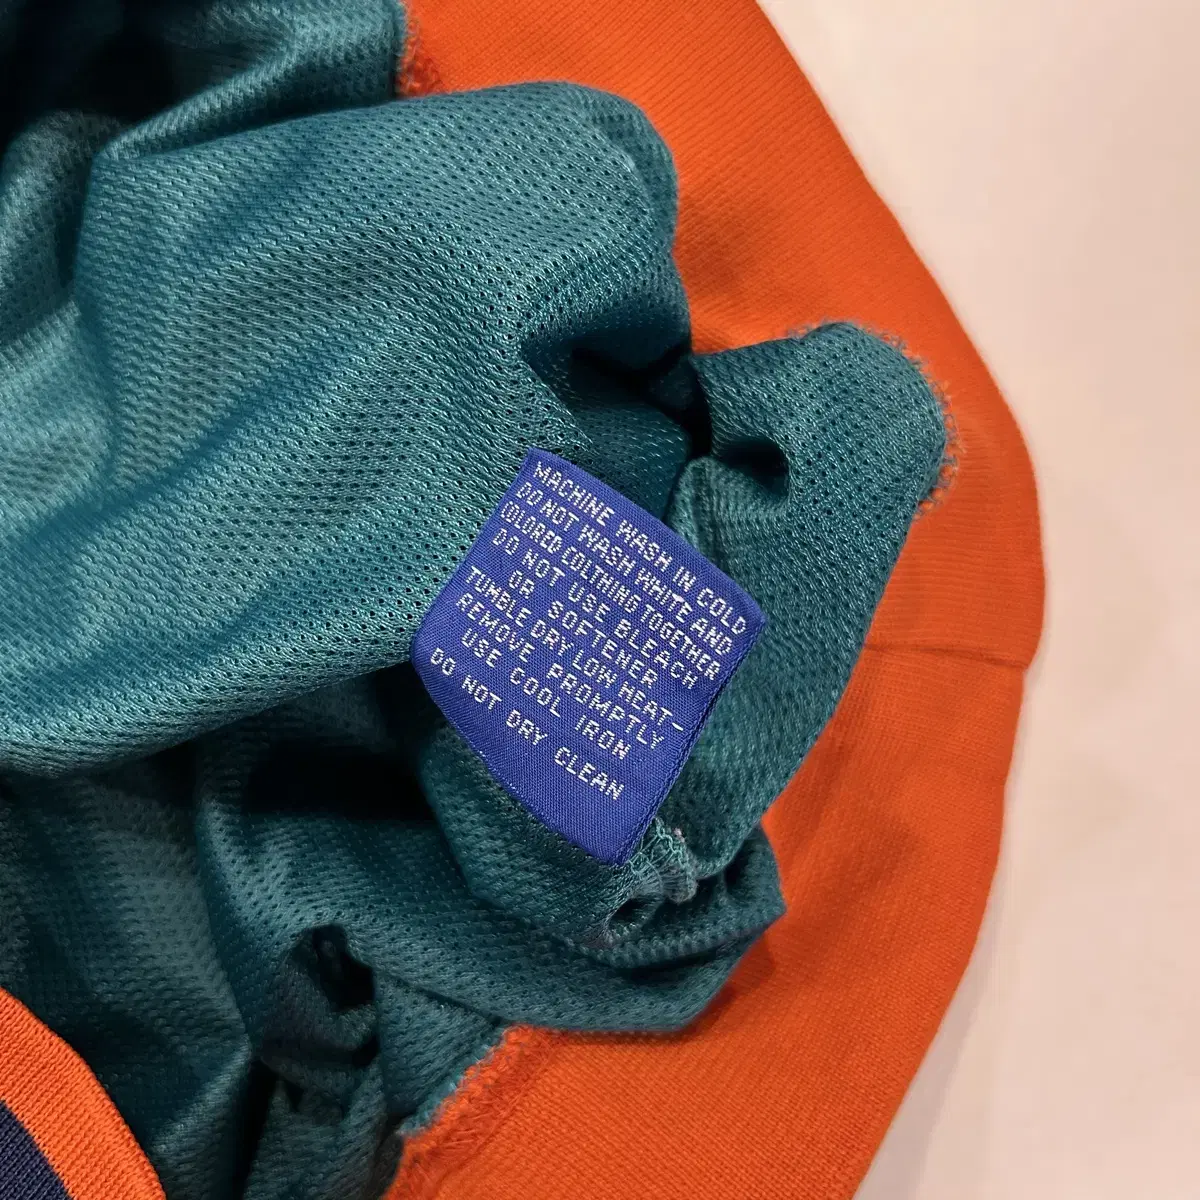 MACHINE WASH IN COLD
DO NOT WASH WHITE AND
COLORED COLTHING TOGETHER
DO NOT USE BLEACH
OR SOFTENER
TUMBLE DRY LOW HEAT-
REMOVE PROMPTLY
USE COOL IRON
DO NOT DRY CLEAN